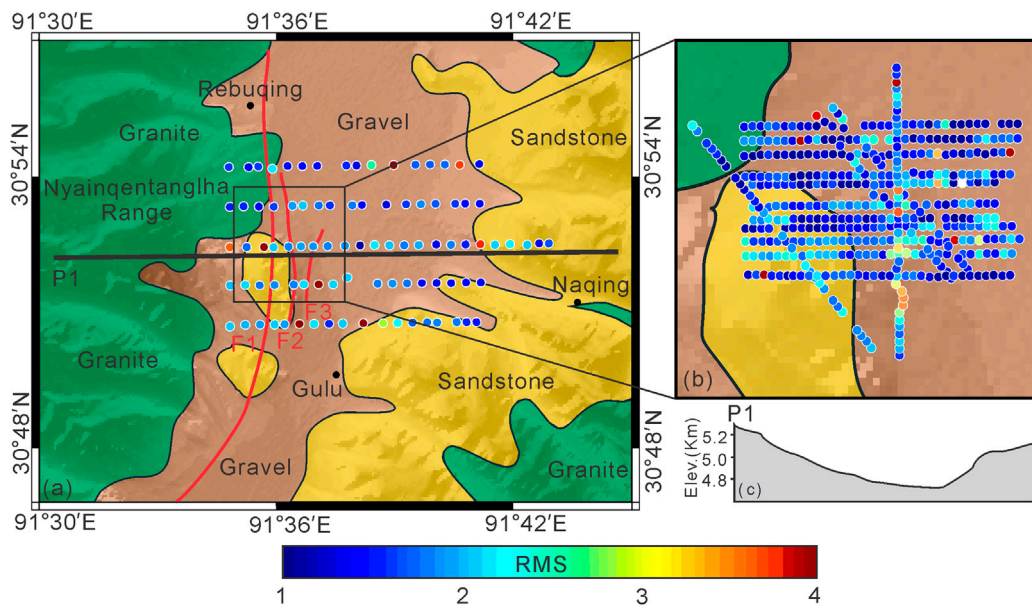 91°30′E
91°36′E
91°42′E
30°54′N
30°54′N
Rebuqing
Granite
Gravel
Sandstone
Nyainqentanglha
Range
P1
Naqing
F3
F1
F2
Granite
Gulu
Sandstone
(b)
P1
30°48′N
30°48′N
Gravel
Granite
(a)
Elev.(Km)
5.2
5.0
4.8
(c)
91°30′E
91°36′E
91°42′E
RMS
1
2
3
4